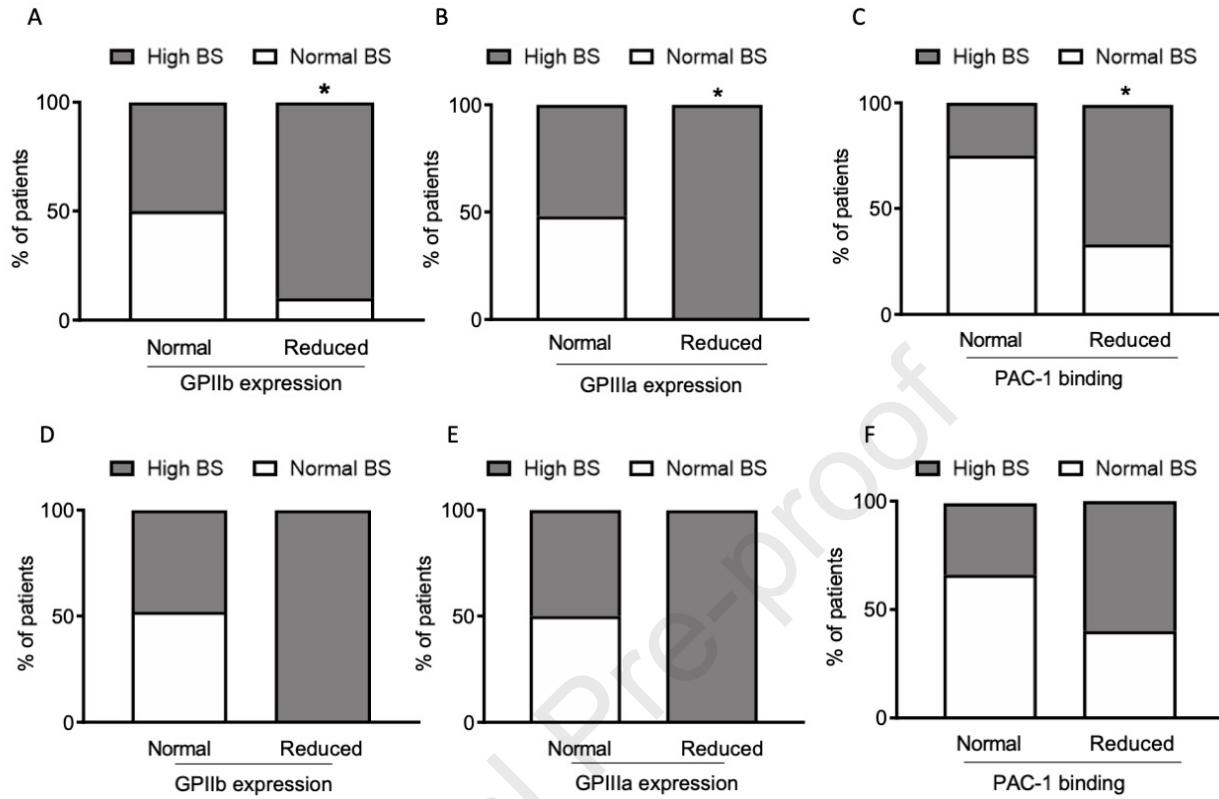 A
High BS Normal BS
*
100
50
0
% of patients
Normal Reduced
GPIIb expression
B
High BS Normal BS
*
100
50
0
% of patients
Normal Reduced
GPIIIa expression
C
High BS Normal BS
*
100
50
0
% of patients
Normal Reduced
PAC-1 binding
D
High BS Normal BS
100
50
0
% of patients
Normal Reduced
GPIIb expression
E
High BS Normal BS
100
50
0
% of patients
Normal Reduced
GPIIIa expression
F
High BS Normal BS
100
50
0
% of patients
Normal Reduced
PAC-1 binding
Pre-proof